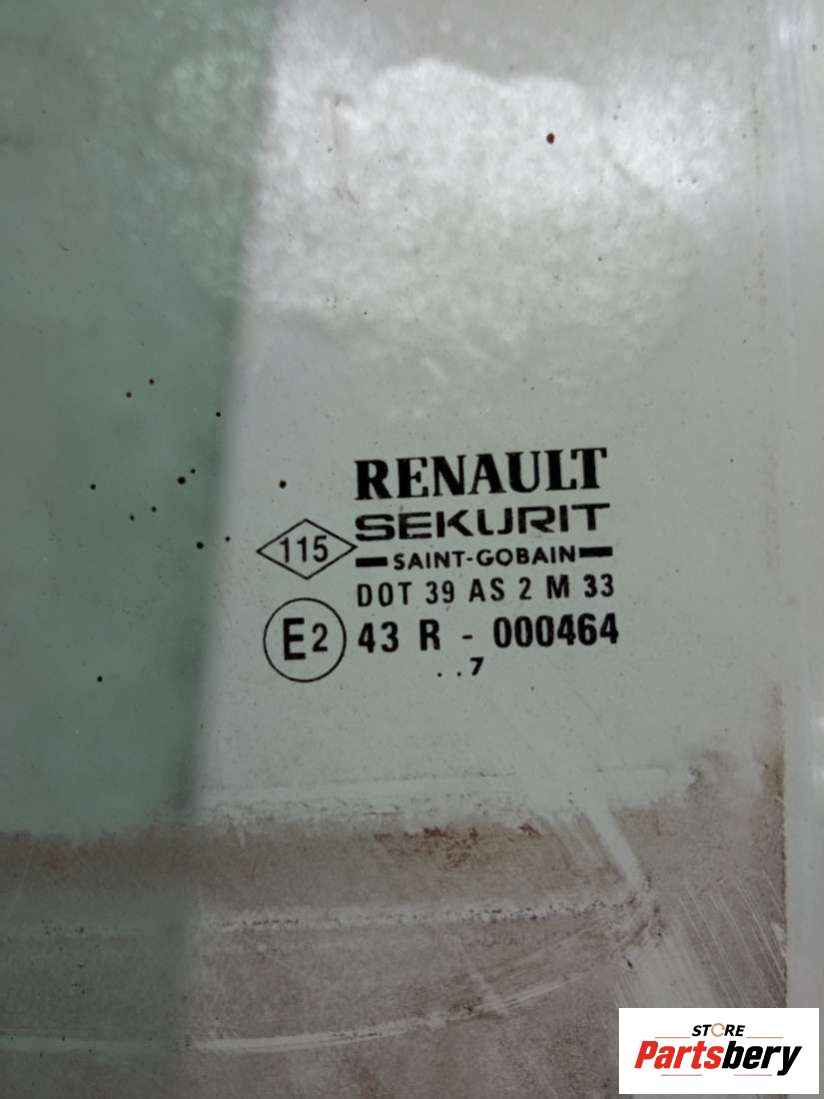 RENAULT
SEKURIT
115
SAINT-GOBAIN
DOT 39 AS 2 M 33
E2 43 R - 000464
..7
STORE
Partsbery